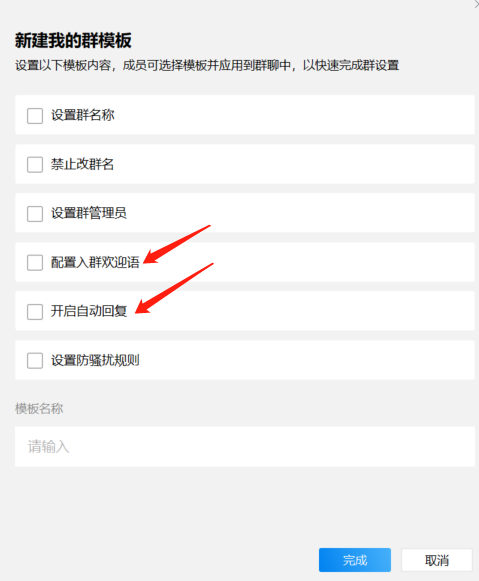 新建我的群模板
设置以下模板内容，成员可选择模板并应用到群聊中，以快速完成群设置
设置群名称
禁止改群名
设置群管理员
配置入群欢迎语
开启自动回复
设置防骚扰规则
模板名称
请输入
完成
取消